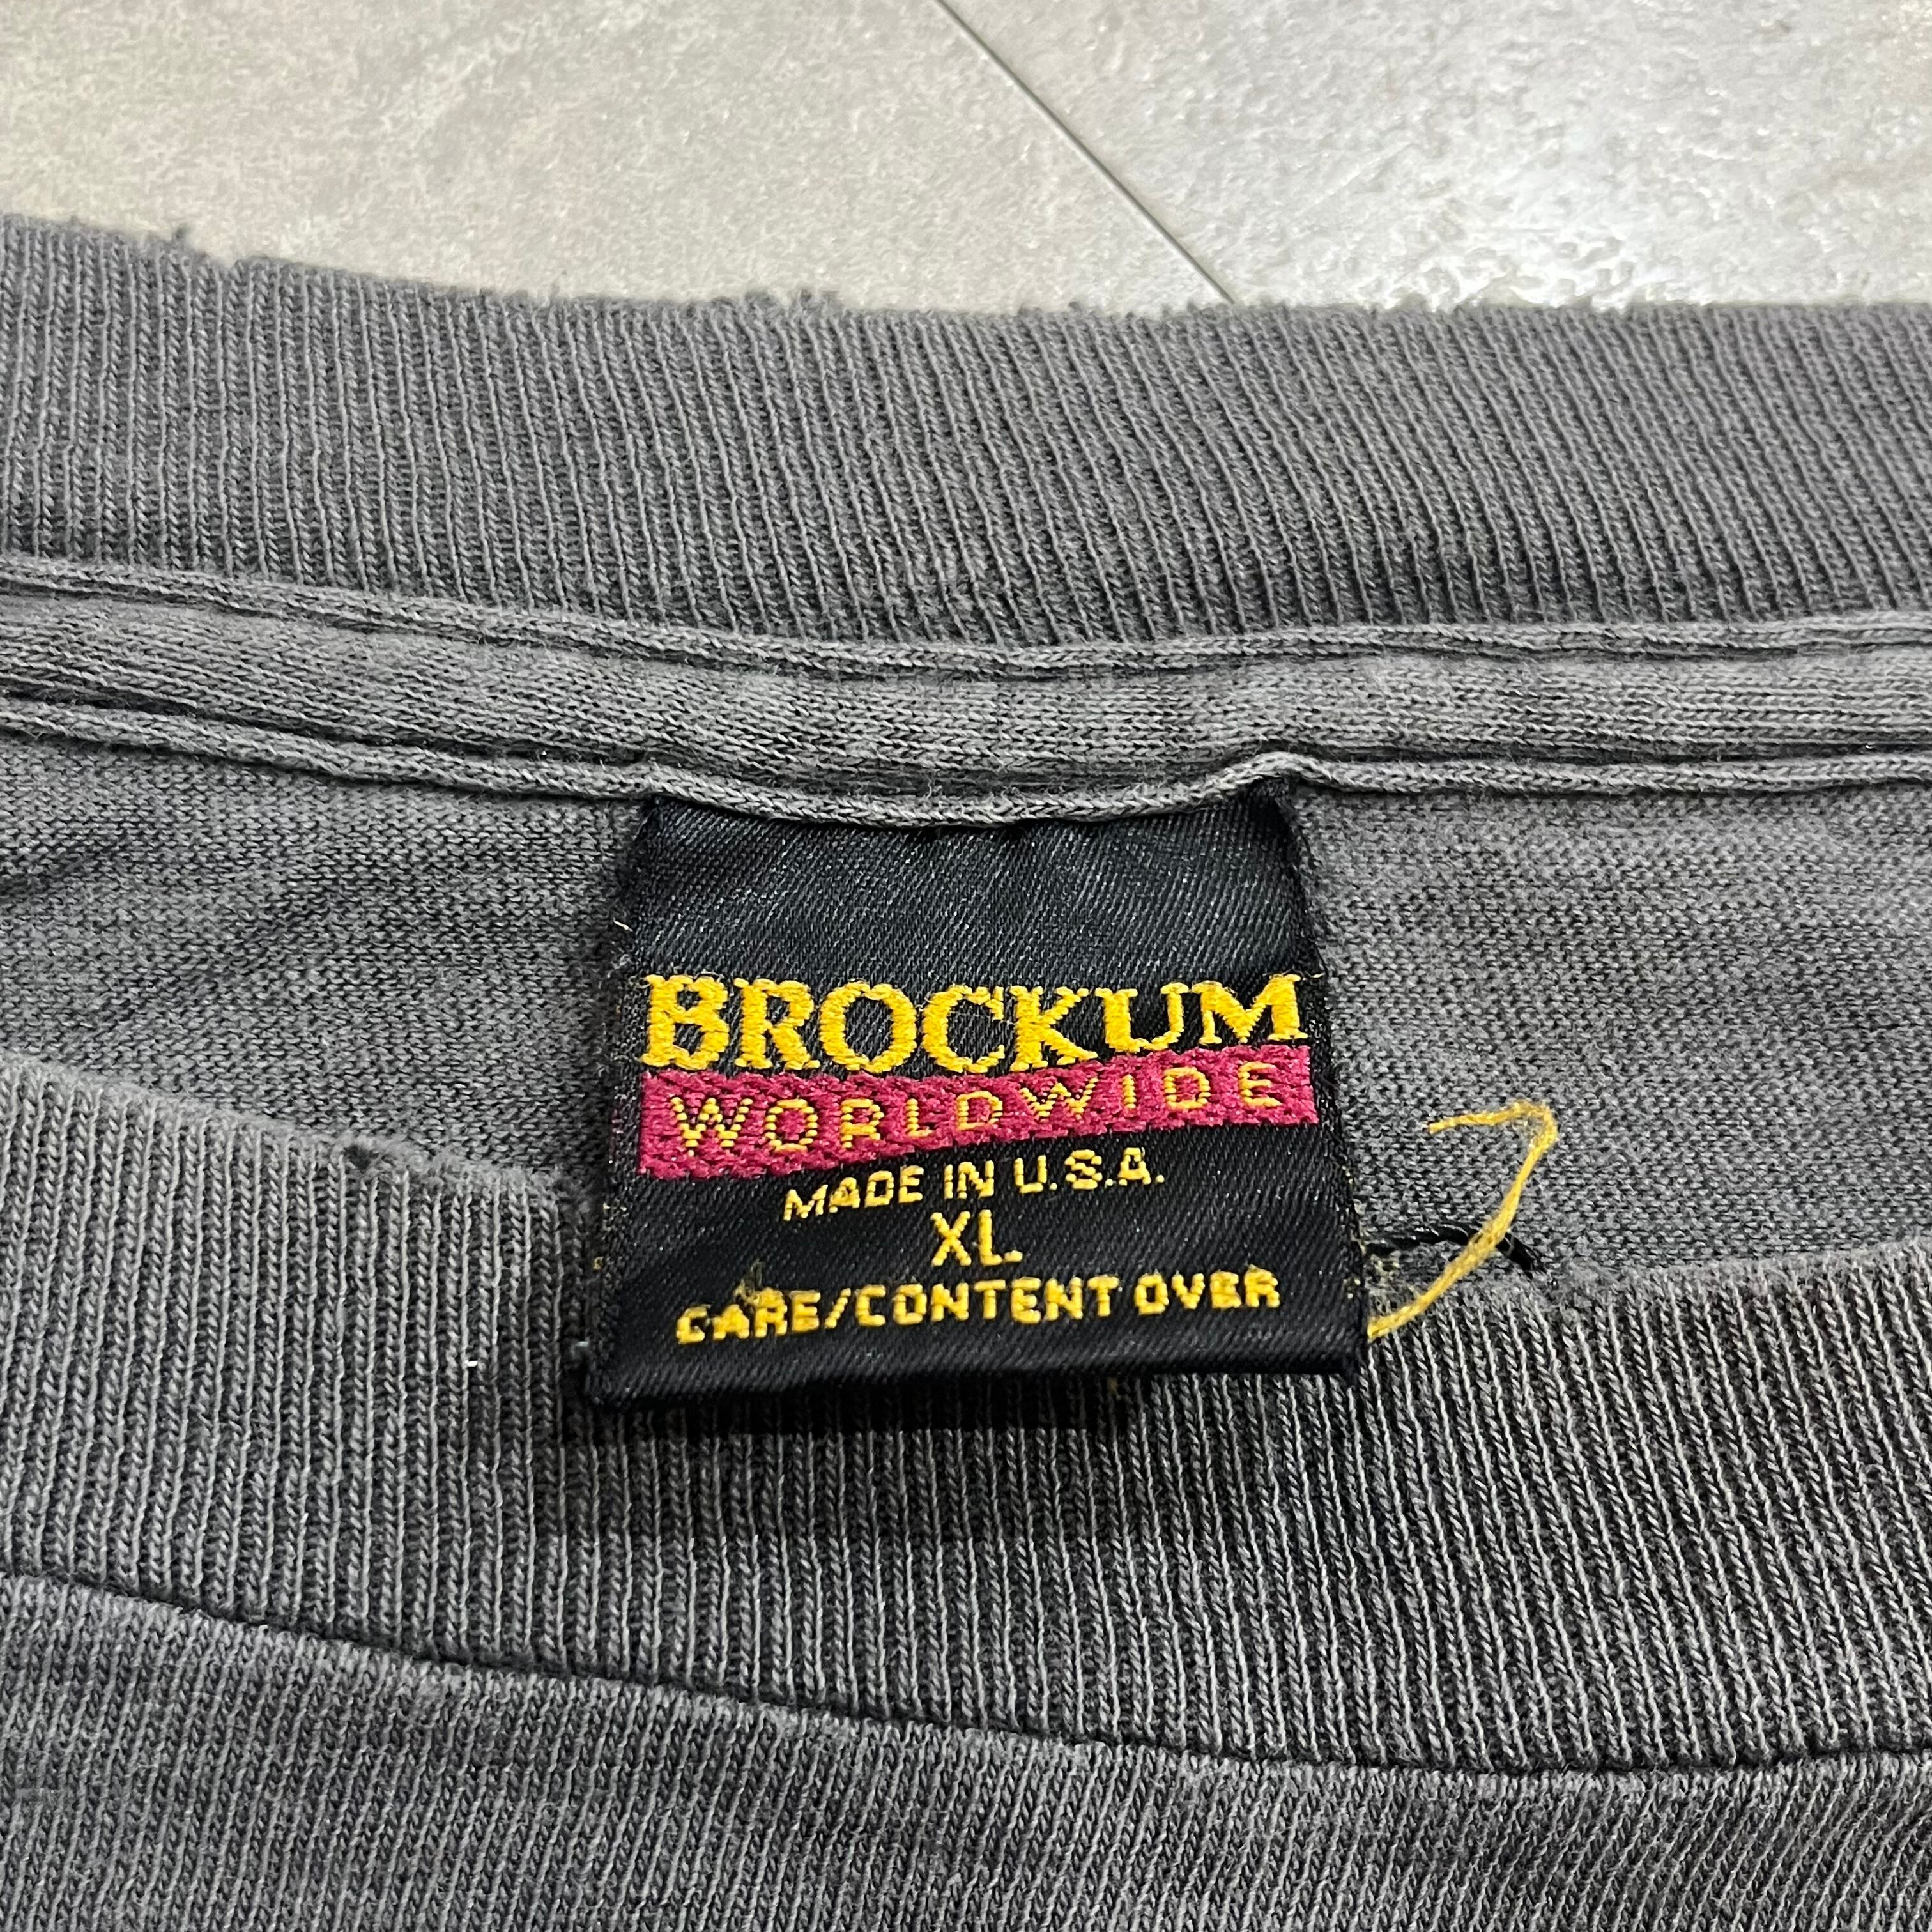 BROCKUM
WORLDWIDE
MADE IN U.S.A.
XL
CARE/CONTENT OVER